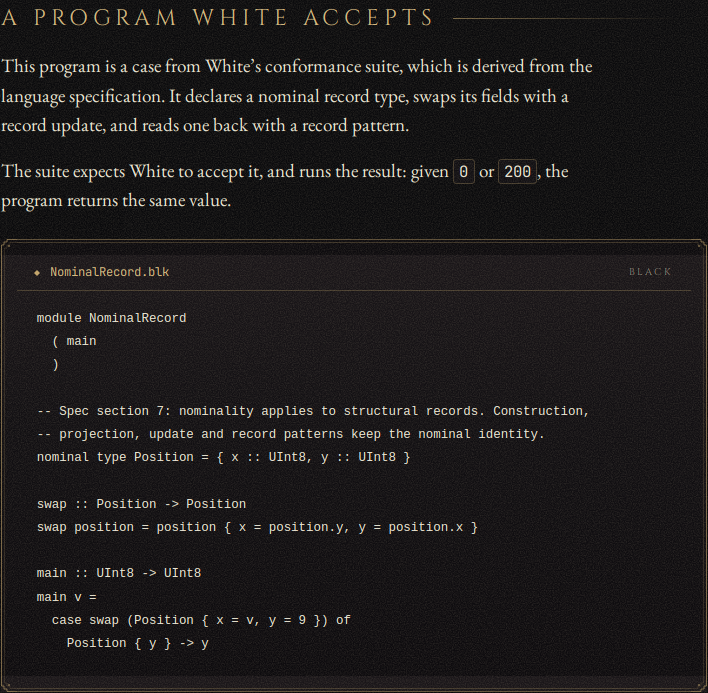 A PROGRAM WHITE ACCEPTS
This program is a case from White’s conformance suite, which is derived from the
language specification. It declares a nominal record type, swaps its fields with a
record update, and reads one back with a record pattern.
The suite expects White to accept it, and runs the result: given 0 or 200, the
program returns the same value.
◆ NominalRecord.blk BLACK
module NominalRecord
  ( main
  )
-- Spec section 7: nominality applies to structural records. Construction,
-- projection, update and record patterns keep the nominal identity.
nominal type Position = { x :: UInt8, y :: UInt8 }
swap :: Position -> Position
swap position = position { x = position.y, y = position.x }
main :: UInt8 -> UInt8
main v =
  case swap (Position { x = v, y = 9 }) of
    Position { y } -> y